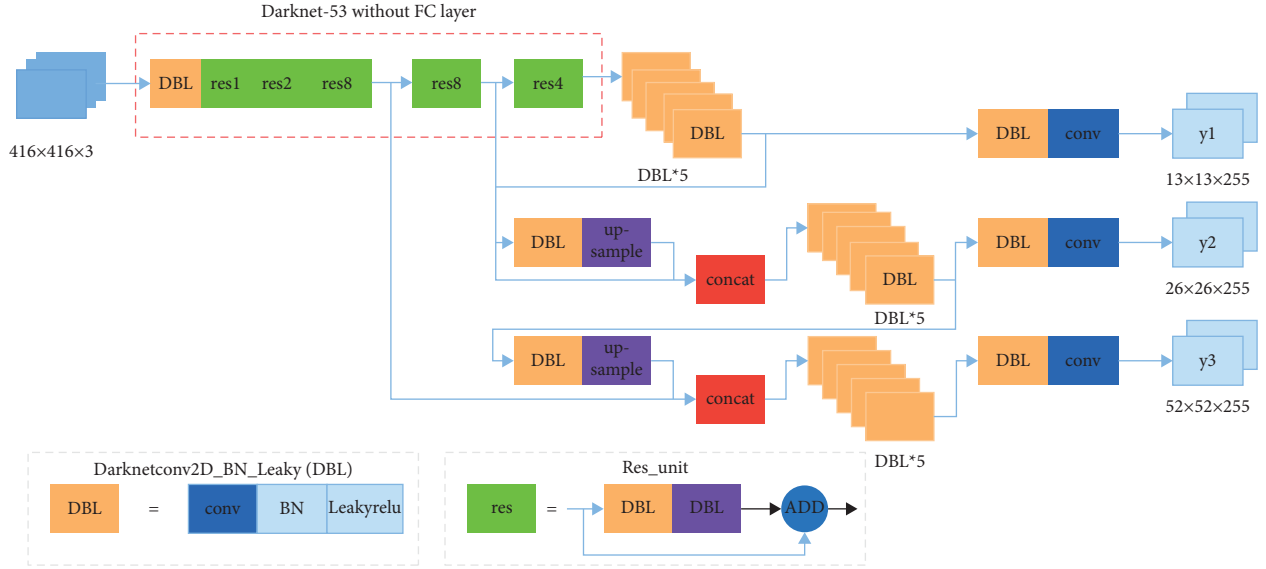 Darknet-53 without FC layer
DBL res1 res2 res8 res8 res4
DBL
DBL*5
416×416×3
DBL conv y1
13×13×255
DBL up-
sample
concat
DBL
DBL*5
DBL conv y2
26×26×255
DBL up-
sample
concat
DBL*5
DBL conv y3
52×52×255
Darknetconv2D_BN_Leaky (DBL)
DBL = conv BN Leakyrelu
Res_unit
res = DBL DBL ADD